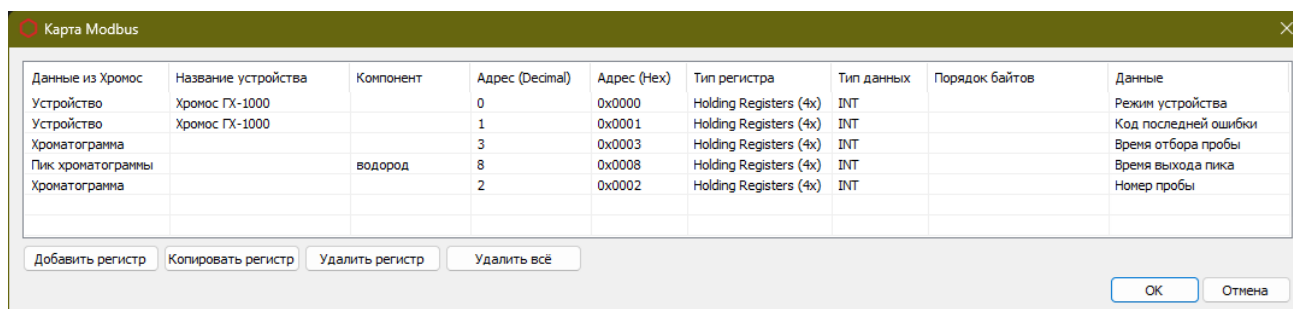 Карта Modbus
Данные из Хромос Название устройства Компонент Адрес (Decimal) Адрес (Hex) Тип регистра Тип данных Порядок байтов Данные
Устройство Хромос ГХ-1000 0 0x0000 Holding Registers (4x) INT Режим устройства
Устройство Хромос ГХ-1000 1 0x0001 Holding Registers (4x) INT Код последней ошибки
Хроматограмма 3 0x0003 Holding Registers (4x) INT Время отбора пробы
Пик хроматограммы водород 8 0x0008 Holding Registers (4x) INT Время выхода пика
Хроматограмма 2 0x0002 Holding Registers (4x) INT Номер пробы
Добавить регистр Копировать регистр Удалить регистр Удалить всё
OK Отмена